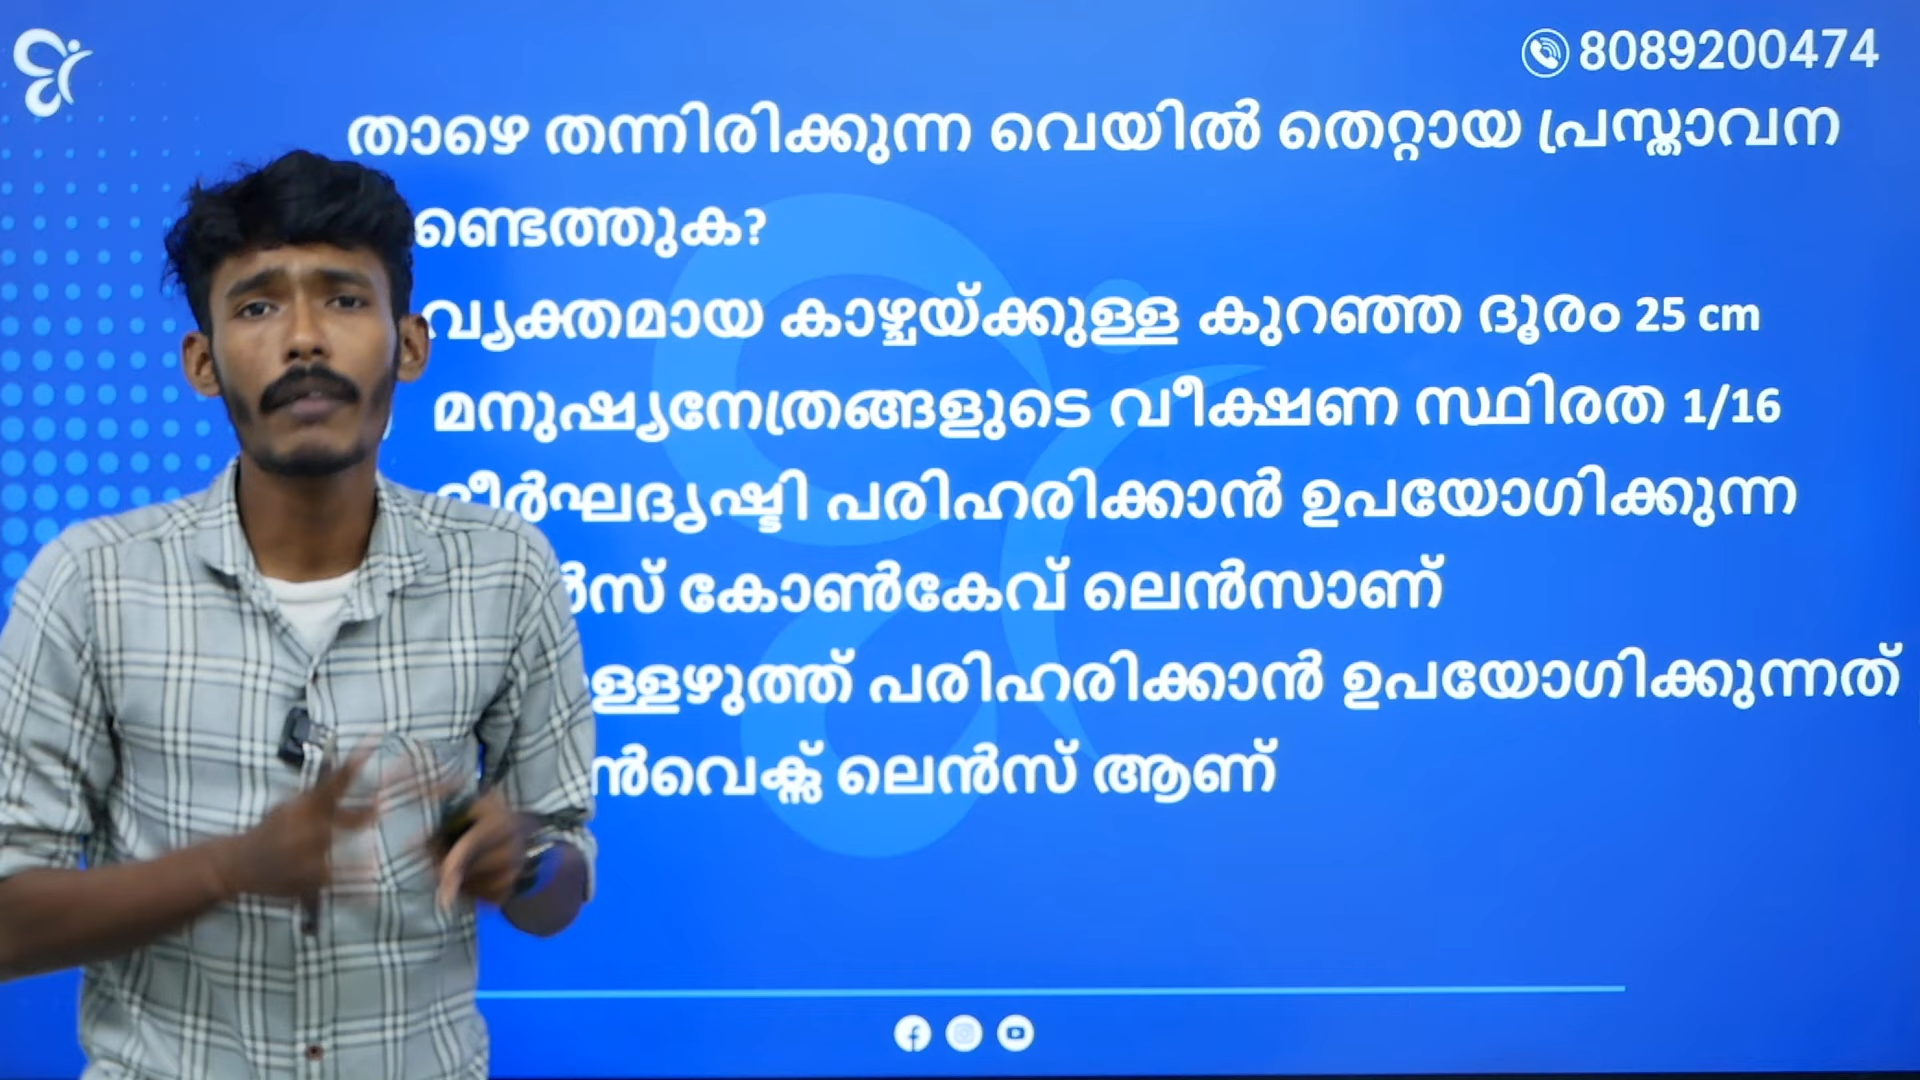 8089200474
താഴെ തന്നിരിക്കുന്ന വെയിൽ തെറ്റായ പ്രസ്താവന
ണ്ടെത്തുക?
വ്യക്തമായ കാഴ്ചയ്ക്കുള്ള കുറഞ്ഞ ദൂരം 25 cm
മനുഷ്യനേത്രങ്ങളുടെ വീക്ഷണ സ്ഥിരത 1/16
ദീർഘദൃഷ്ടി പരിഹരിക്കാൻ ഉപയോഗിക്കുന്ന
കോൺകേവ് ലെൻസാണ്
പരിഹരിക്കാൻ ഉപയോഗിക്കുന്നത്
ലെൻസ് ആണ്